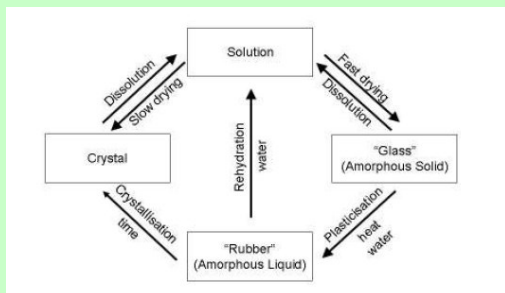 Solution
Dissolution
Slow drying
Fast drying
Dissolution
Crystal
Rehydration
water
"Glass"
(Amorphous Solid)
Crystallisation
time
Plasticisation
heat
water
"Rubber"
(Amorphous Liquid)